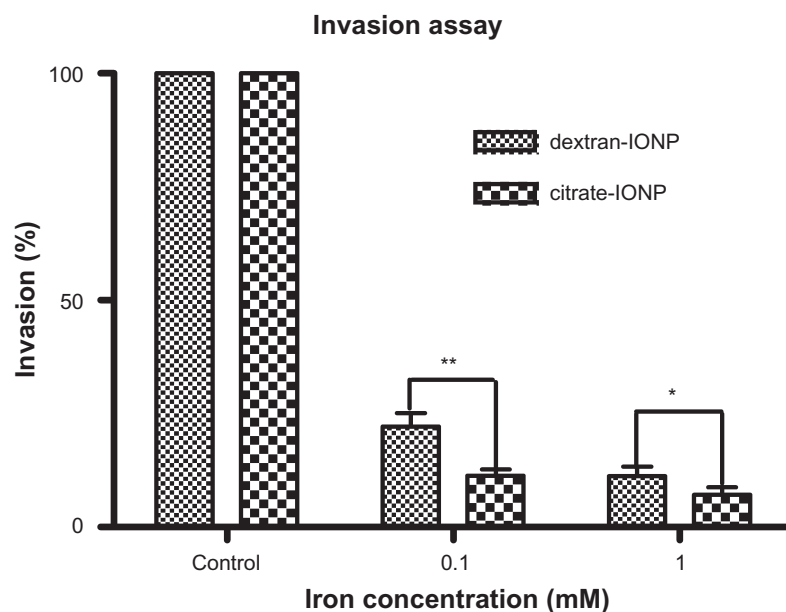 Invasion assay
100
50
0
Invasion (%)
dextran-IONP
citrate-IONP
**
*
Control
0.1
1
Iron concentration (mM)